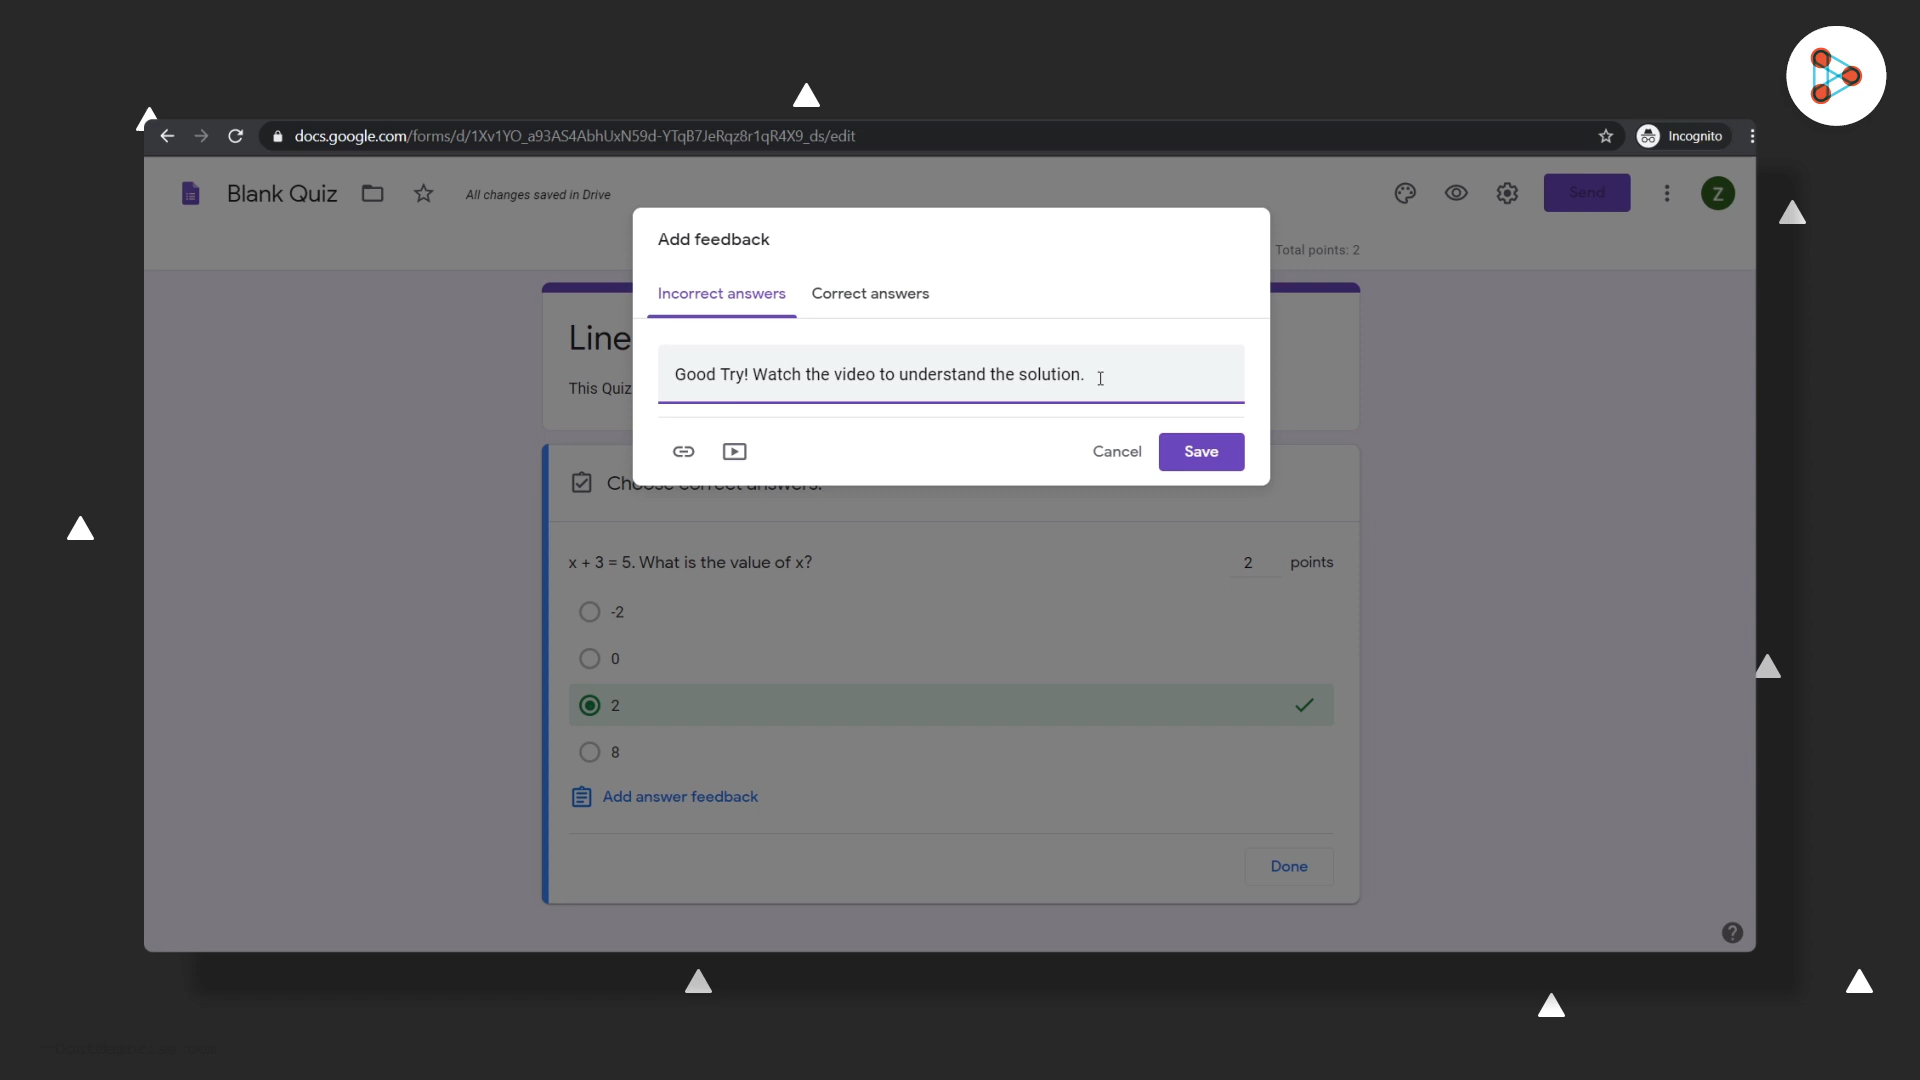 docs.google.com/forms/d/1Xv1YO_a93AS4AbhUxN59d-YTqB7JeRqz8r1qR4X9_ds/edit
Incognito
Blank Quiz
All changes saved in Drive
Send
Z
Total points: 2
Add feedback
Incorrect answers
Correct answers
Line
This Quiz
Good Try! Watch the video to understand the solution.
Cancel
Save
Choose correct answers:
x + 3 = 5. What is the value of x?
2 points
-2
0
2
8
Add answer feedback
Done